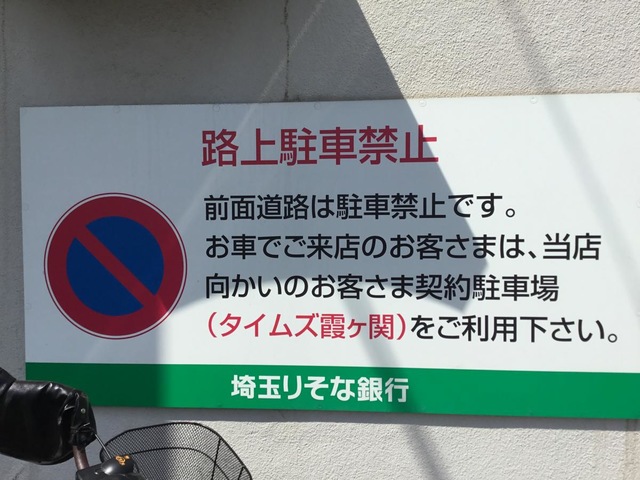 路上駐車禁止
前面道路は駐車禁止です。
お車でご来店のお客さまは、当店
向かいのお客さま契約駐車場
（タイムズ霞ヶ関）をご利用下さい。
埼玉りそな銀行